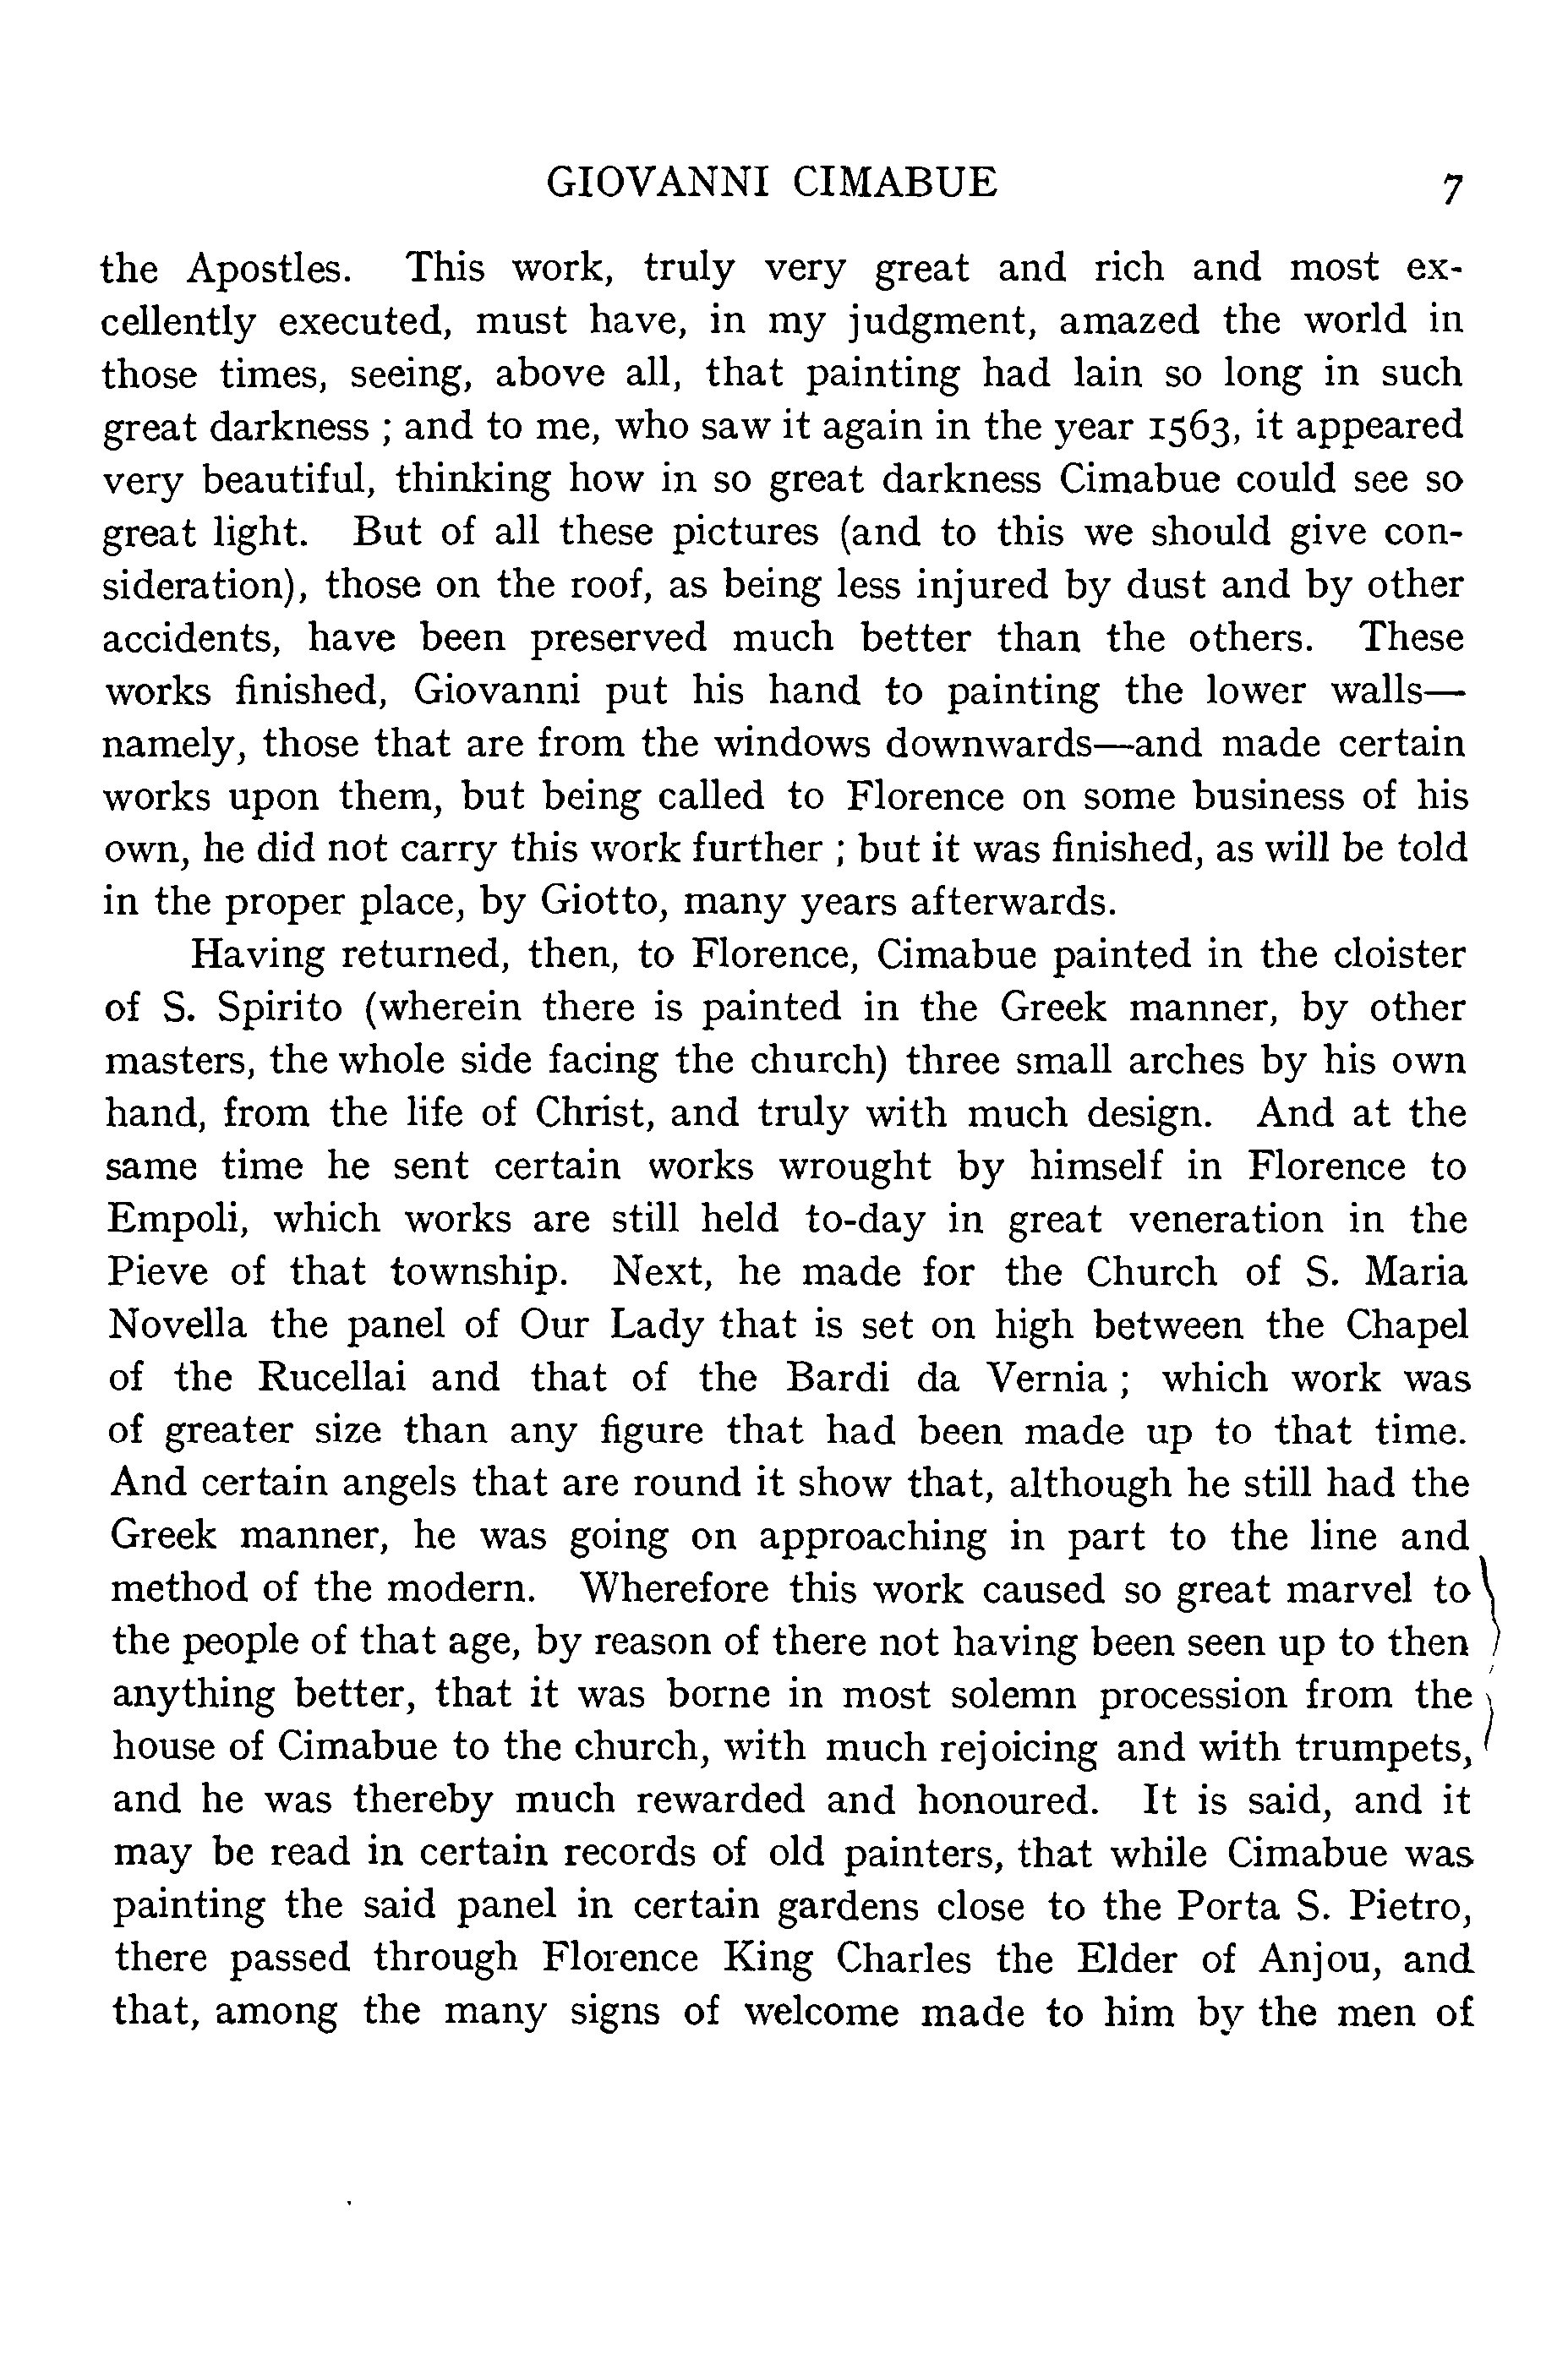 GIOVANNI CIMABUE 7
the Apostles. This work, truly very great and rich and most ex-
cellently executed, must have, in my judgment, amazed the world in
those times, seeing, above all, that painting had lain so long in such
great darkness ; and to me, who saw it again in the year 1563, it appeared
very beautiful, thinking how in so great darkness Cimabue could see so
great light. But of all these pictures (and to this we should give con-
sideration), those on the roof, as being less injured by dust and by other
accidents, have been preserved much better than the others. These
works finished, Giovanni put his hand to painting the lower walls—
namely, those that are from the windows downwards—and made certain
works upon them, but being called to Florence on some business of his
own, he did not carry this work further ; but it was finished, as will be told
in the proper place, by Giotto, many years afterwards.
Having returned, then, to Florence, Cimabue painted in the cloister
of S. Spirito (wherein there is painted in the Greek manner, by other
masters, the whole side facing the church) three small arches by his own
hand, from the life of Christ, and truly with much design. And at the
same time he sent certain works wrought by himself in Florence to
Empoli, which works are still held to-day in great veneration in the
Pieve of that township. Next, he made for the Church of S. Maria
Novella the panel of Our Lady that is set on high between the Chapel
of the Rucellai and that of the Bardi da Vernia ; which work was
of greater size than any figure that had been made up to that time.
And certain angels that are round it show that, although he still had the
Greek manner, he was going on approaching in part to the line and
method of the modern. Wherefore this work caused so great marvel to
the people of that age, by reason of there not having been seen up to then
anything better, that it was borne in most solemn procession from the
house of Cimabue to the church, with much rejoicing and with trumpets,
and he was thereby much rewarded and honoured. It is said, and it
may be read in certain records of old painters, that while Cimabue was
painting the said panel in certain gardens close to the Porta S. Pietro,
there passed through Florence King Charles the Elder of Anjou, and
that, among the many signs of welcome made to him by the men of